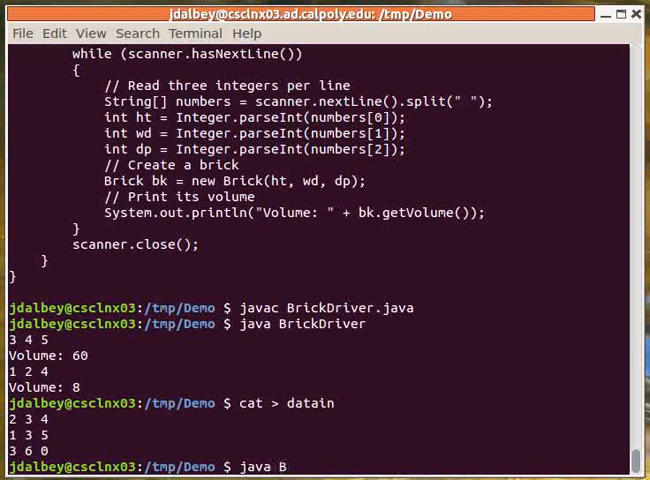 jdalbey@csclnx03.ad.calpoly.edu: /tmp/Demo
File Edit View Search Terminal Help
while (scanner.hasNextLine())
{
// Read three integers per line
String[] numbers = scanner.nextLine().split(" ");
int ht = Integer.parseInt(numbers[0]);
int wd = Integer.parseInt(numbers[1]);
int dp = Integer.parseInt(numbers[2]);
// Create a brick
Brick bk = new Brick(ht, wd, dp);
// Print its volume
System.out.println("Volume: " + bk.getVolume());
}
scanner.close();
}
}
jdalbey@csclnx03:/tmp/Demo $ javac BrickDriver.java
jdalbey@csclnx03:/tmp/Demo $ java BrickDriver
3 4 5
Volume: 60
1 2 4
Volume: 8
jdalbey@csclnx03:/tmp/Demo $ cat > datain
2 3 4
1 3 5
3 6 0
jdalbey@csclnx03:/tmp/Demo $ java B